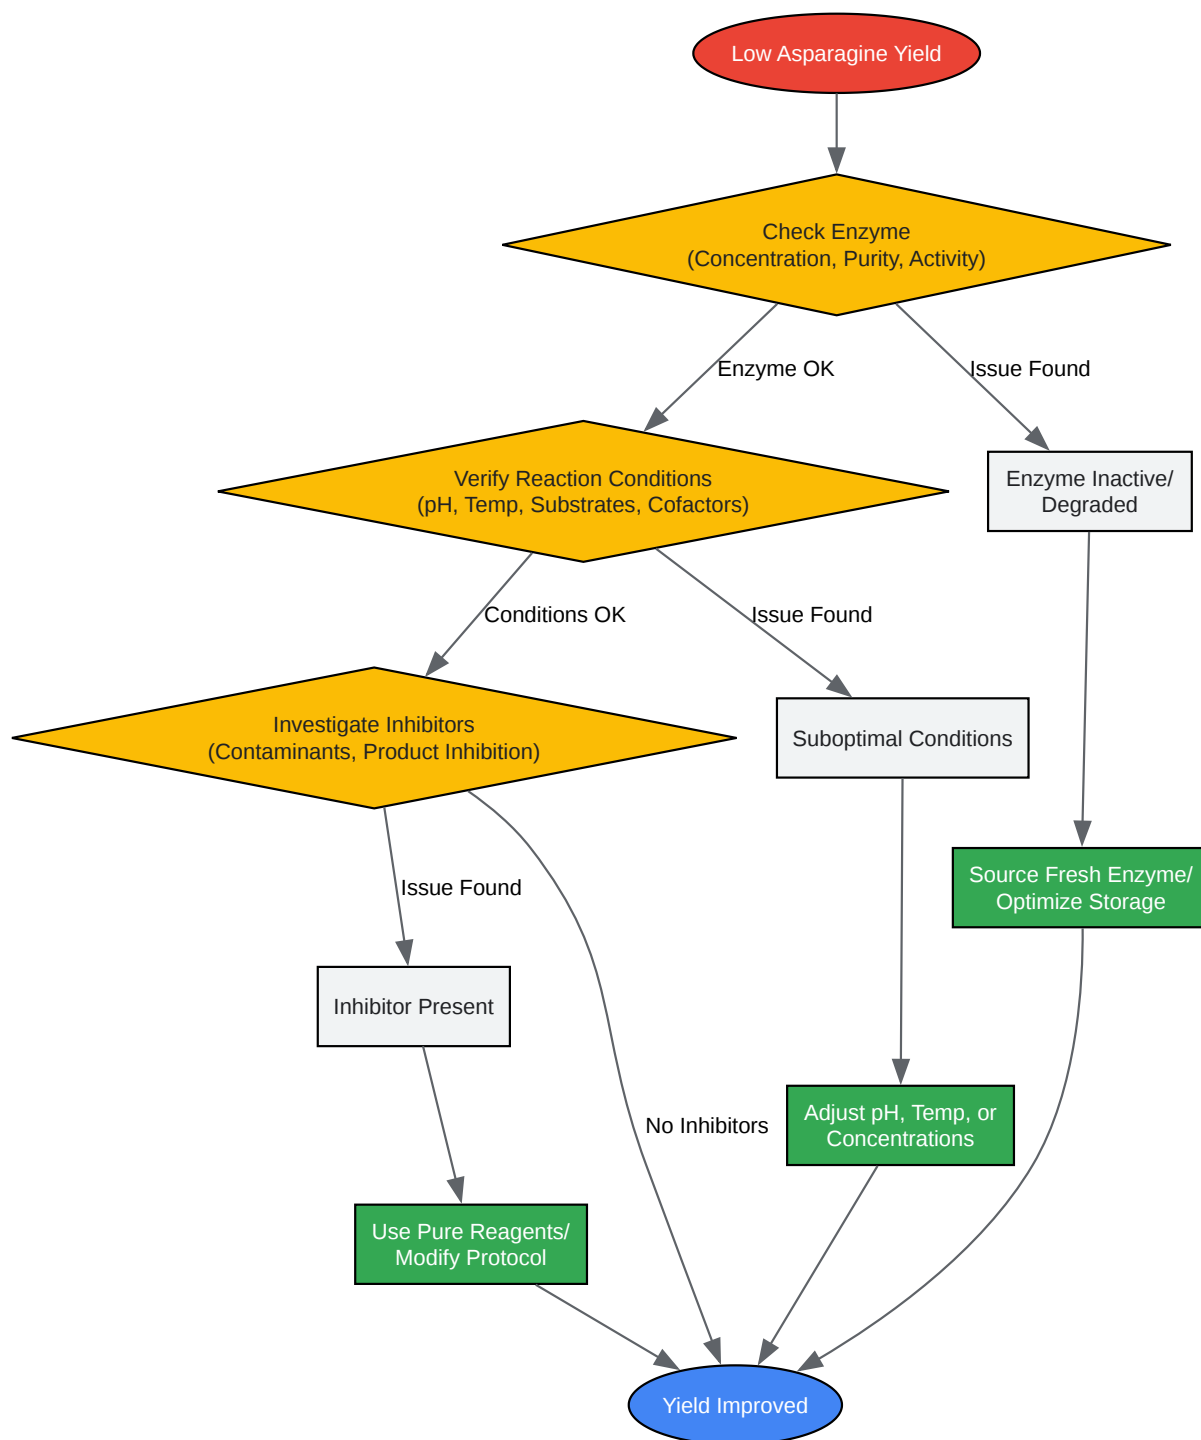 Low Asparagine Yield
Check Enzyme
(Concentration, Purity, Activity)
Enzyme OK
Issue Found
Verify Reaction Conditions
(pH, Temp, Substrates, Cofactors)
Enzyme Inactive/
Degraded
Conditions OK
Issue Found
Investigate Inhibitors
(Contaminants, Product Inhibition)
Suboptimal Conditions
Issue Found
Source Fresh Enzyme/
Optimize Storage
Inhibitor Present
No Inhibitors
Adjust pH, Temp, or
Concentrations
Use Pure Reagents/
Modify Protocol
Yield Improved